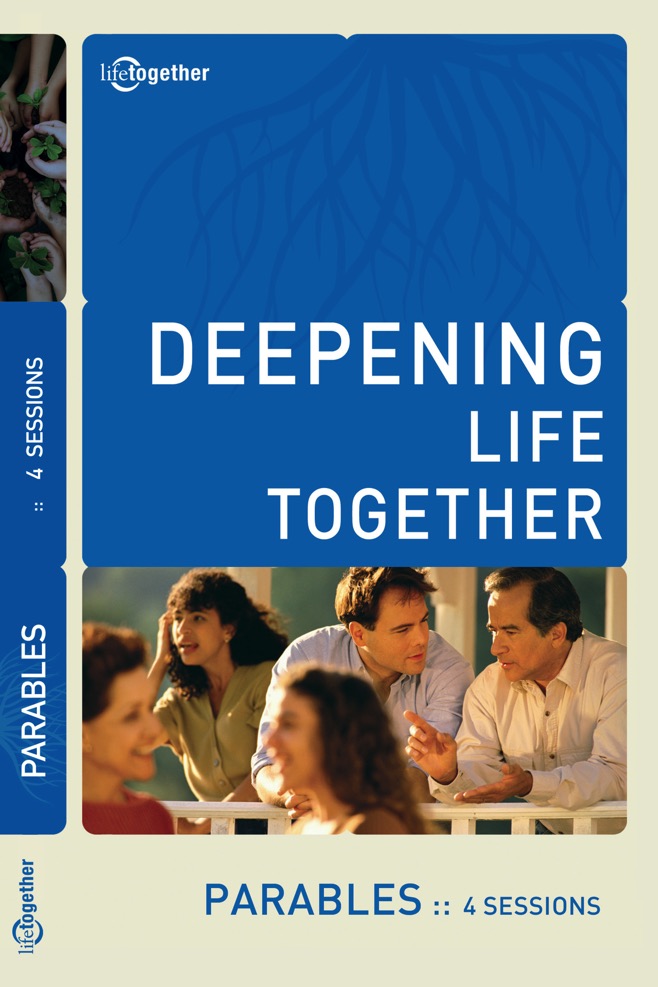 lifetogether
DEEPENING
LIFE
TOGETHER
PARABLES :: 4 SESSIONS
PARABLES :: 4 SESSIONS
lifetogether